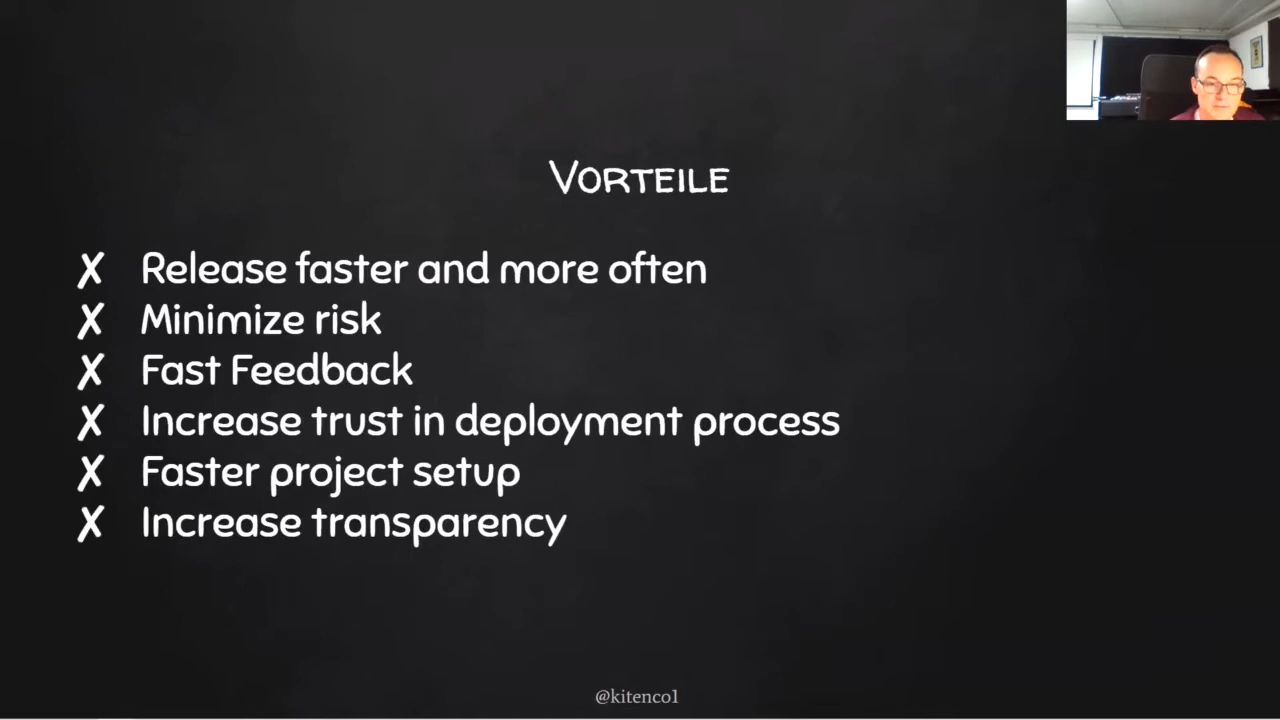 Vorteile
✗ Release faster and more often
✗ Minimize risk
✗ Fast Feedback
✗ Increase trust in deployment process
✗ Faster project setup
✗ Increase transparency
@kitenco1